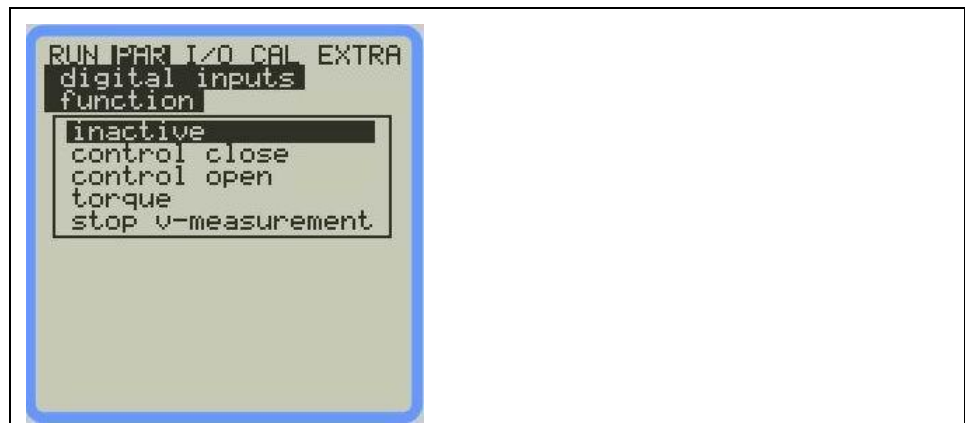 RUN PAR I/O CAL EXTRA
digital inputs
function
inactive
control close
control open
torque
stop v-measurement